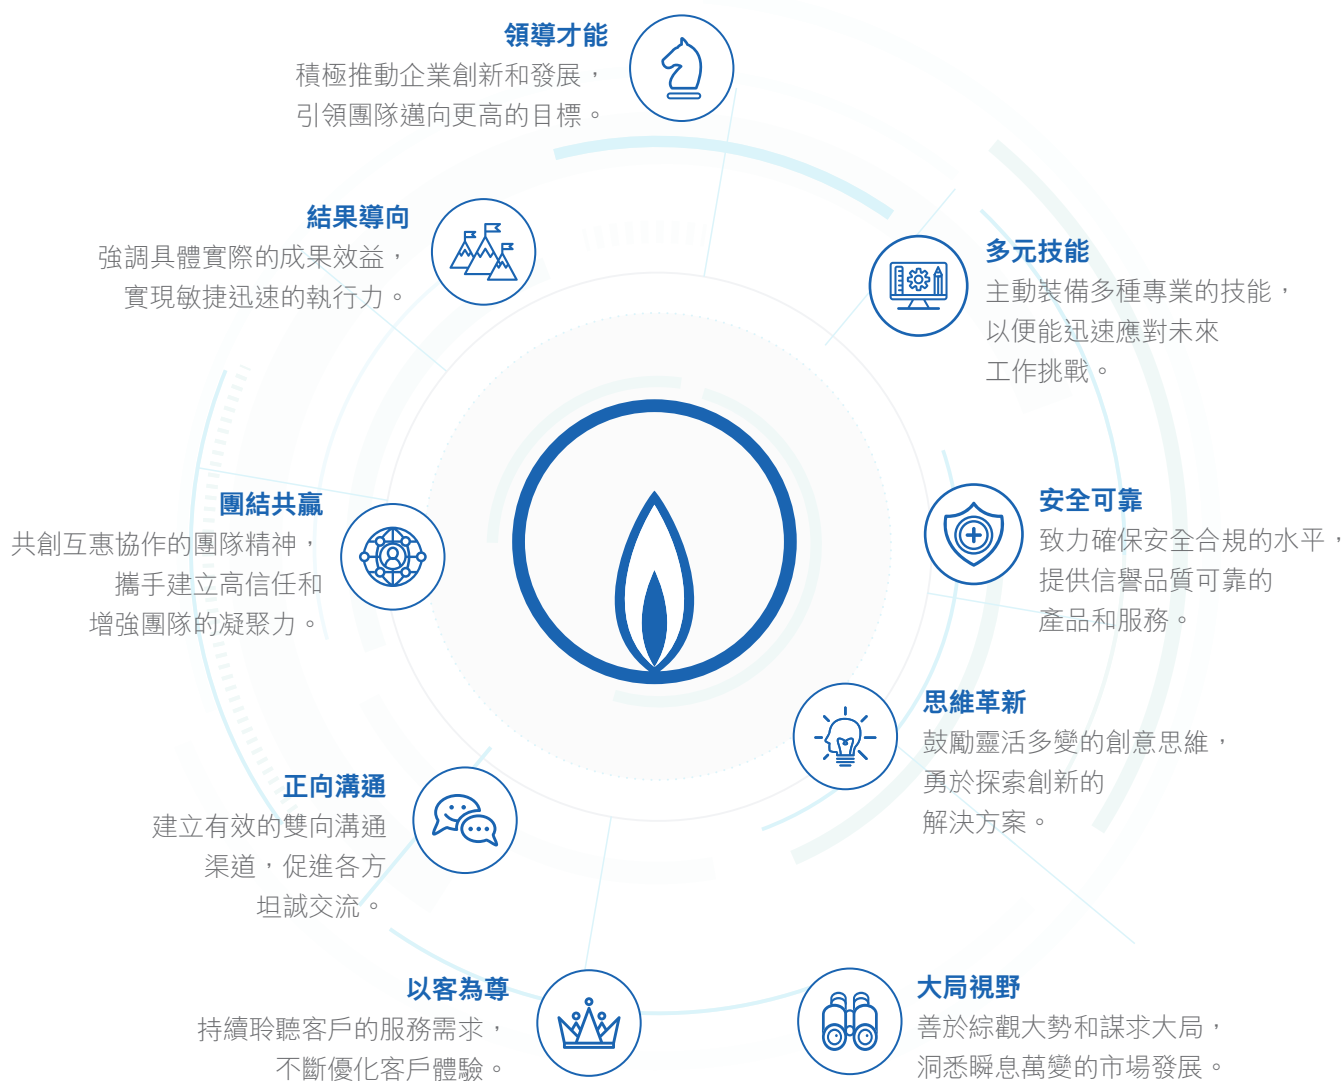 領導才能
積極推動企業創新和發展，
引領團隊邁向更高的目標。
結果導向
強調具體實際的成果效益，
實現敏捷迅速的執行力。
多元技能
主動裝備多種專業的技能，
以便能迅速應對未來
工作挑戰。
團結共贏
共創互惠協作的團隊精神，
攜手建立高信任和
增強團隊的凝聚力。
安全可靠
致力確保安全合規的水平，
提供信譽品質可靠的
產品和服務。
思維革新
鼓勵靈活多變的創意思維，
勇於探索創新的
解決方案。
正向溝通
建立有效的雙向溝通
渠道，促進各方
坦誠交流。
以客為尊
持續聆聽客戶的服務需求，
不斷優化客戶體驗。
大局視野
善於綜觀大勢和謀求大局，
洞悉瞬息萬變的市場發展。